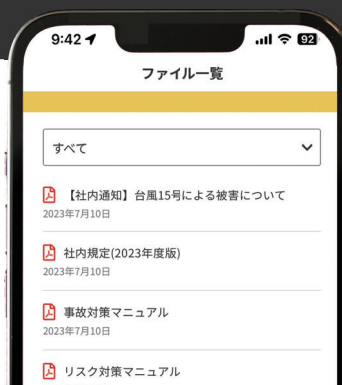 9:42
92
ファイル一覧
すべて
【社内通知】台風15号による被害について
2023年7月10日
社内規定(2023年度版)
2023年7月10日
事故対策マニュアル
2023年7月10日
リスク対策マニュアル